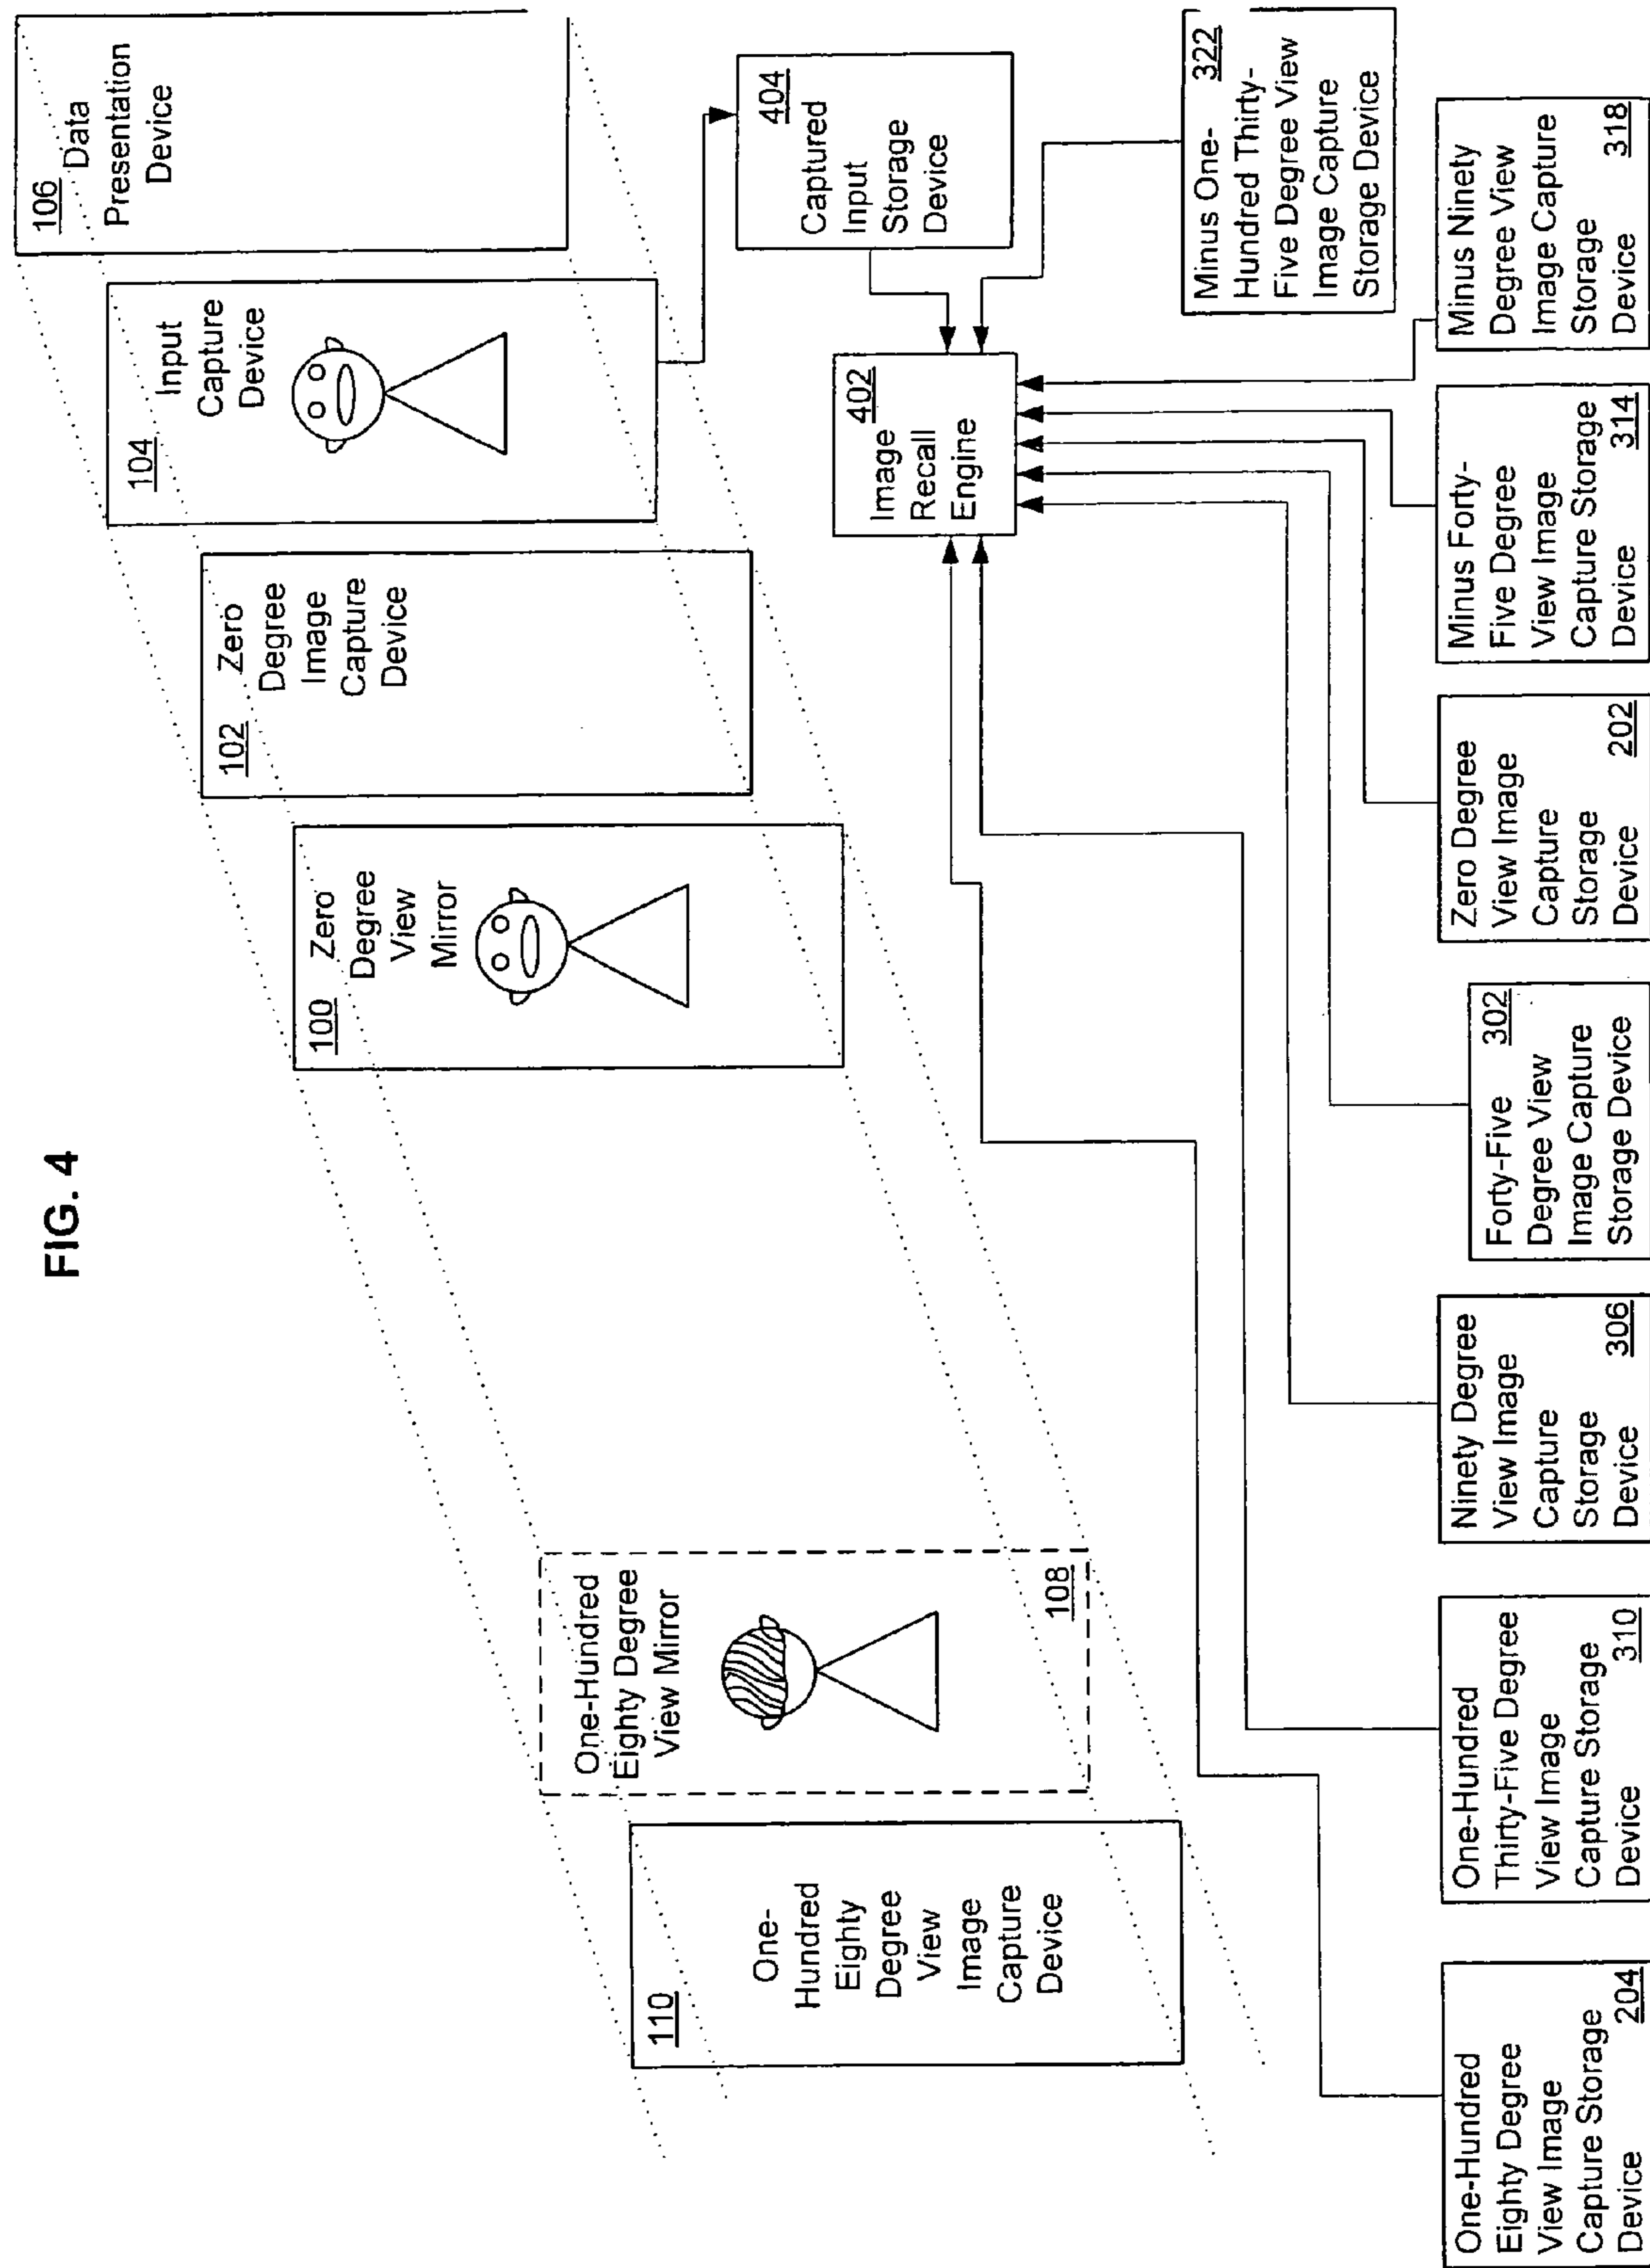 FIG. 4
110
One-
Hundred
Eighty
Degree
View
Image
Capture
Device
One-Hundred
Eighty Degree
View Mirror
108
100 Zero
Degree
View
Mirror
102 Zero
Degree
Image
Capture
Device
104
Input
Capture
Device
106 Data
Presentation
Device
404
Captured
Input
Storage
Device
402
Image
Recall
Engine
Minus One- 322
Hundred Thirty-
Five Degree View
Image Capture
Storage Device
One-Hundred
Eighty Degree
View Image
Capture Storage
Device 204
One-Hundred
Thirty-Five Degree
View Image
Capture Storage
Device 310
Ninety Degree
View Image
Capture
Storage
Device 306
Forty-Five 302
Degree View
Image Capture
Storage Device
Zero Degree
View Image
Capture
Storage
Device 202
Minus Forty-
Five Degree
View Image
Capture Storage
Device 314
Minus Ninety
Degree View
Image Capture
Storage
Device 318